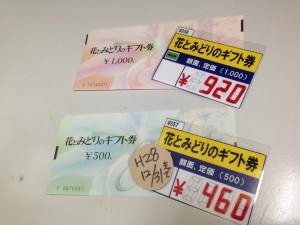 花とみどりのギフト券
¥1,000.
花とみどりのギフト券
額面、定価(1,000)
¥920
花とみどりのギフト券
¥500.
H28
12/31まで
花とみどりのギフト券
額面、定価(500)
¥460